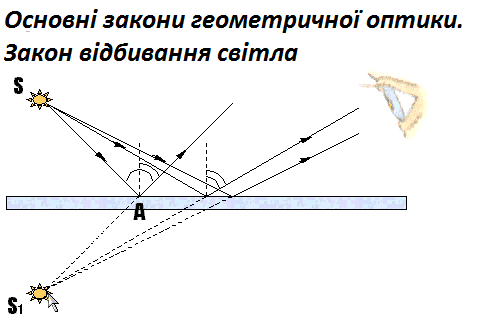 Основні закони геометричної оптики.
Закон відбивання світла
S
A
S1